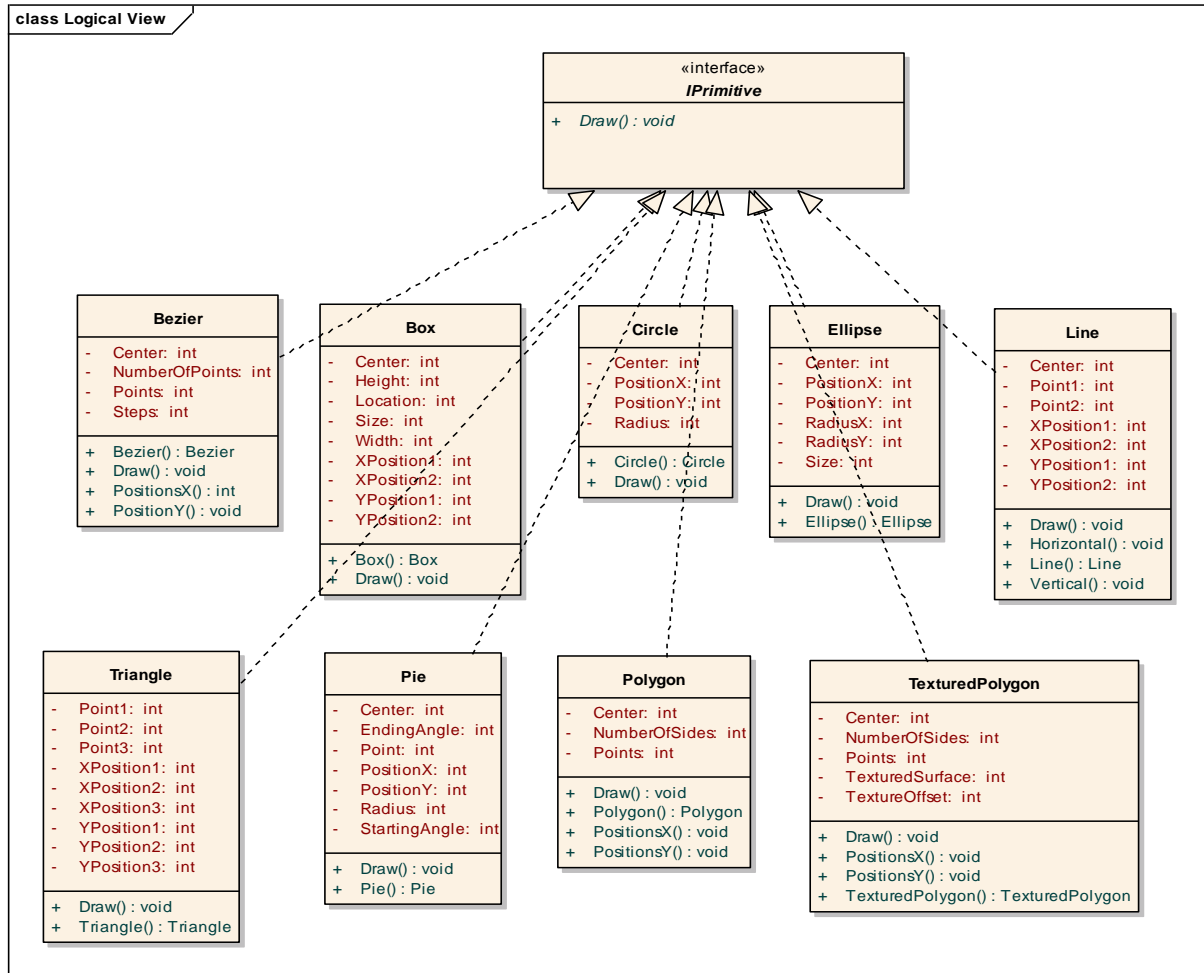 class Logical View
«interface»
IPrimitive
+ Draw() : void
Bezier
- Center: int
- NumberOfPoints: int
- Points: int
- Steps: int
+ Bezier() : Bezier
+ Draw() : void
+ PositionsX() : int
+ PositionY() : void
Box
- Center: int
- Height: int
- Location: int
- Size: int
- Width: int
- XPosition1: int
- XPosition2: int
- YPosition1: int
- YPosition2: int
+ Box() : Box
+ Draw() : void
Circle
- Center: int
- PositionX: int
- PositionY: int
- Radius: int
+ Circle() : Circle
+ Draw() : void
Ellipse
- Center: int
- PositionX: int
- PositionY: int
- RadiusX: int
- RadiusY: int
- Size: int
+ Draw() : void
+ Ellipse() : Ellipse
Line
- Center: int
- Point1: int
- Point2: int
- XPosition1: int
- XPosition2: int
- YPosition1: int
- YPosition2: int
+ Draw() : void
+ Horizontal() : void
+ Line() : Line
+ Vertical() : void
Triangle
- Point1: int
- Point2: int
- Point3: int
- XPosition1: int
- XPosition2: int
- XPosition3: int
- YPosition1: int
- YPosition2: int
- YPosition3: int
+ Draw() : void
+ Triangle() : Triangle
Pie
- Center: int
- EndingAngle: int
- Point: int
- PositionX: int
- PositionY: int
- Radius: int
- StartingAngle: int
+ Draw() : void
+ Pie() : Pie
Polygon
- Center: int
- NumberOfSides: int
- Points: int
+ Draw() : void
+ Polygon() : Polygon
+ PositionsX() : void
+ PositionsY() : void
TexturedPolygon
- Center: int
- NumberOfSides: int
- Points: int
- TexturedSurface: int
- TextureOffset: int
+ Draw() : void
+ PositionsX() : void
+ PositionsY() : void
+ TexturedPolygon() : TexturedPolygon